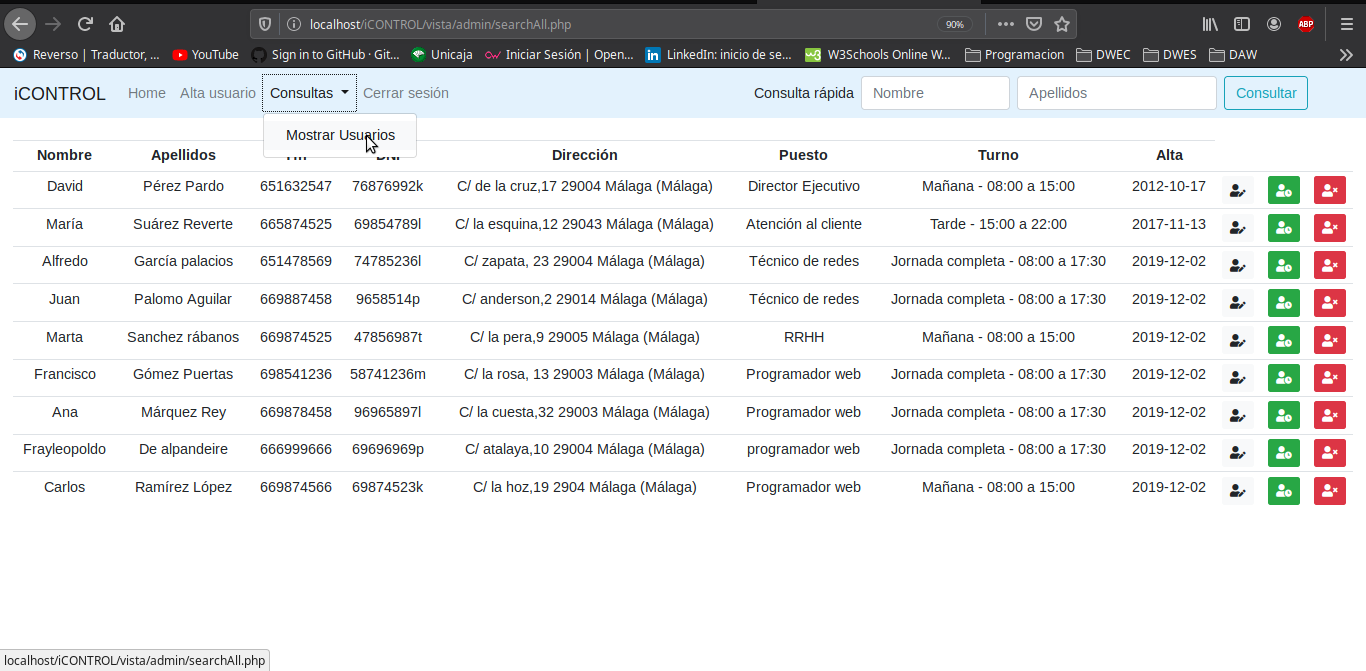 localhost/iCONTROL/vista/admin/searchAll.php 90%
Reverso | Traductor, ... YouTube Sign in to GitHub · Git... Unicaja Iniciar Sesión | Open... LinkedIn: inicio de se... W3Schools Online W... Programacion DWEC DWES DAW
iCONTROL Home Alta usuario Consultas Cerrar sesión Consulta rápida Nombre Apellidos Consultar
Mostrar Usuarios
Nombre Apellidos DNI Dirección Puesto Turno Alta
David Pérez Pardo 651632547 76876992k C/ de la cruz,17 29004 Málaga (Málaga) Director Ejecutivo Mañana - 08:00 a 15:00 2012-10-17
María Suárez Reverte 665874525 69854789l C/ la esquina,12 29043 Málaga (Málaga) Atención al cliente Tarde - 15:00 a 22:00 2017-11-13
Alfredo García palacios 651478569 74785236l C/ zapata, 23 29004 Málaga (Málaga) Técnico de redes Jornada completa - 08:00 a 17:30 2019-12-02
Juan Palomo Aguilar 669887458 9658514p C/ anderson,2 29014 Málaga (Málaga) Técnico de redes Jornada completa - 08:00 a 17:30 2019-12-02
Marta Sanchez rábanos 669874525 47856987t C/ la pera,9 29005 Málaga (Málaga) RRHH Mañana - 08:00 a 15:00 2019-12-02
Francisco Gómez Puertas 698541236 58741236m C/ la rosa, 13 29003 Málaga (Málaga) Programador web Jornada completa - 08:00 a 17:30 2019-12-02
Ana Márquez Rey 669878458 96965897l C/ la cuesta,32 29003 Málaga (Málaga) Programador web Jornada completa - 08:00 a 17:30 2019-12-02
Frayleopoldo De alpandeire 666999666 69696969p C/ atalaya,10 29004 Málaga (Málaga) programador web Jornada completa - 08:00 a 17:30 2019-12-02
Carlos Ramírez López 669874566 69874523k C/ la hoz,19 2904 Málaga (Málaga) Programador web Mañana - 08:00 a 15:00 2019-12-02
localhost/iCONTROL/vista/admin/searchAll.php